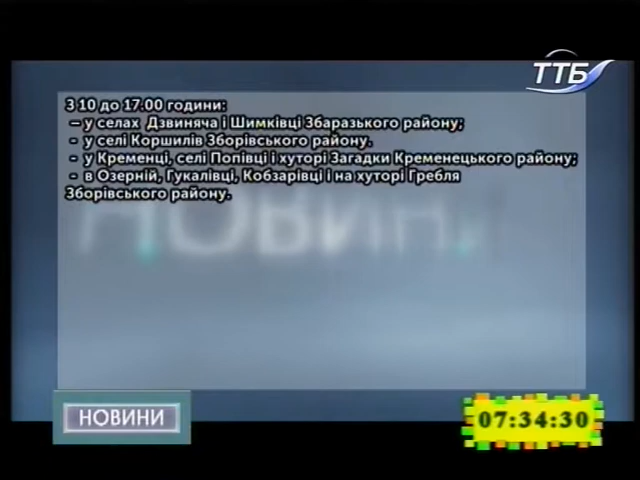 ТТБ
З 10 до 17.00 години:
– у селах Дзвиняча і Шимківці Збаразького району;
- у селі Коршилів Зборівського району.
- у Кременці, селі Попівці і хуторі Загадки Кременецького району;
- в Озерній, Гукалівці, Кобзарівці і на хуторі Гребля
Зборівського району.
НОВИНИ
НОВИНИ
07:34:30